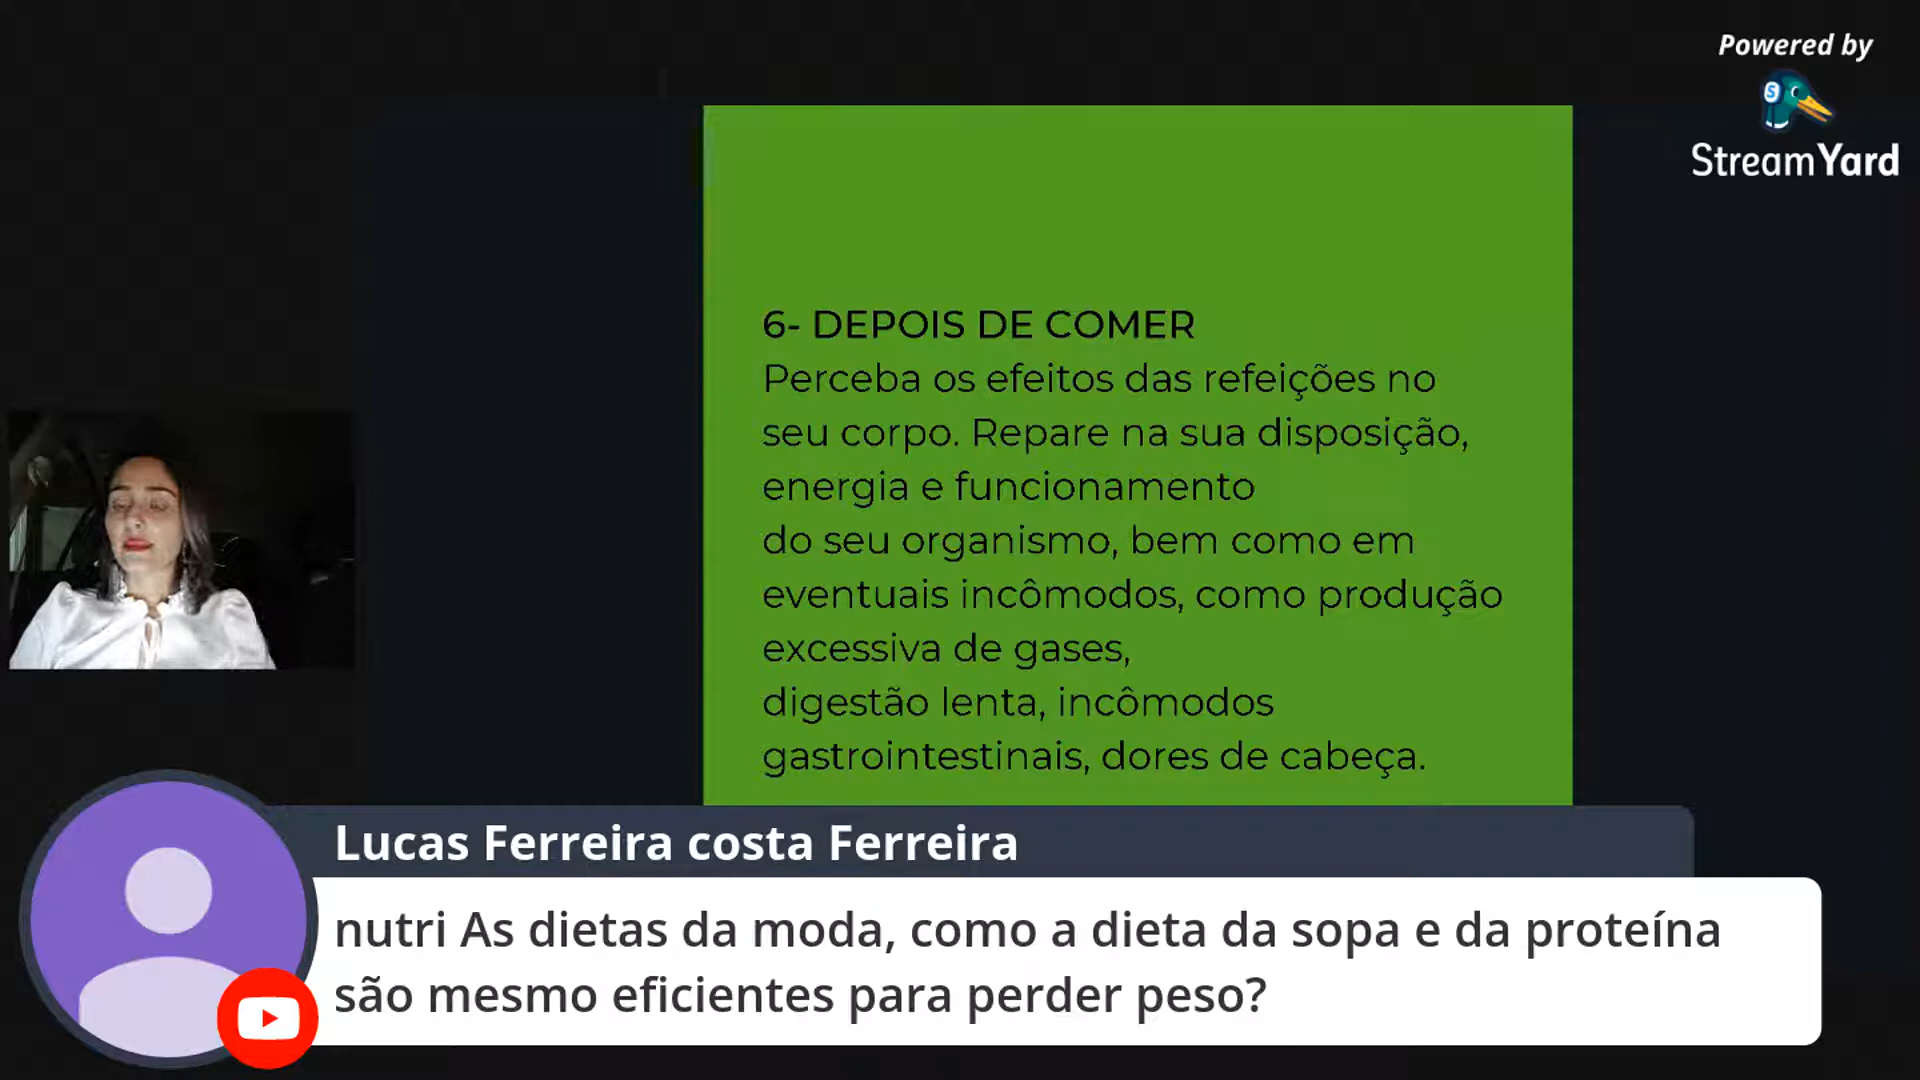 Powered by
StreamYard
6- DEPOIS DE COMER
Perceba os efeitos das refeições no
seu corpo. Repare na sua disposição,
energia e funcionamento
do seu organismo, bem como em
eventuais incômodos, como produção
excessiva de gases,
digestão lenta, incômodos
gastrointestinais, dores de cabeça.
Lucas Ferreira costa Ferreira
nutri As dietas da moda, como a dieta da sopa e da proteína
são mesmo eficientes para perder peso?